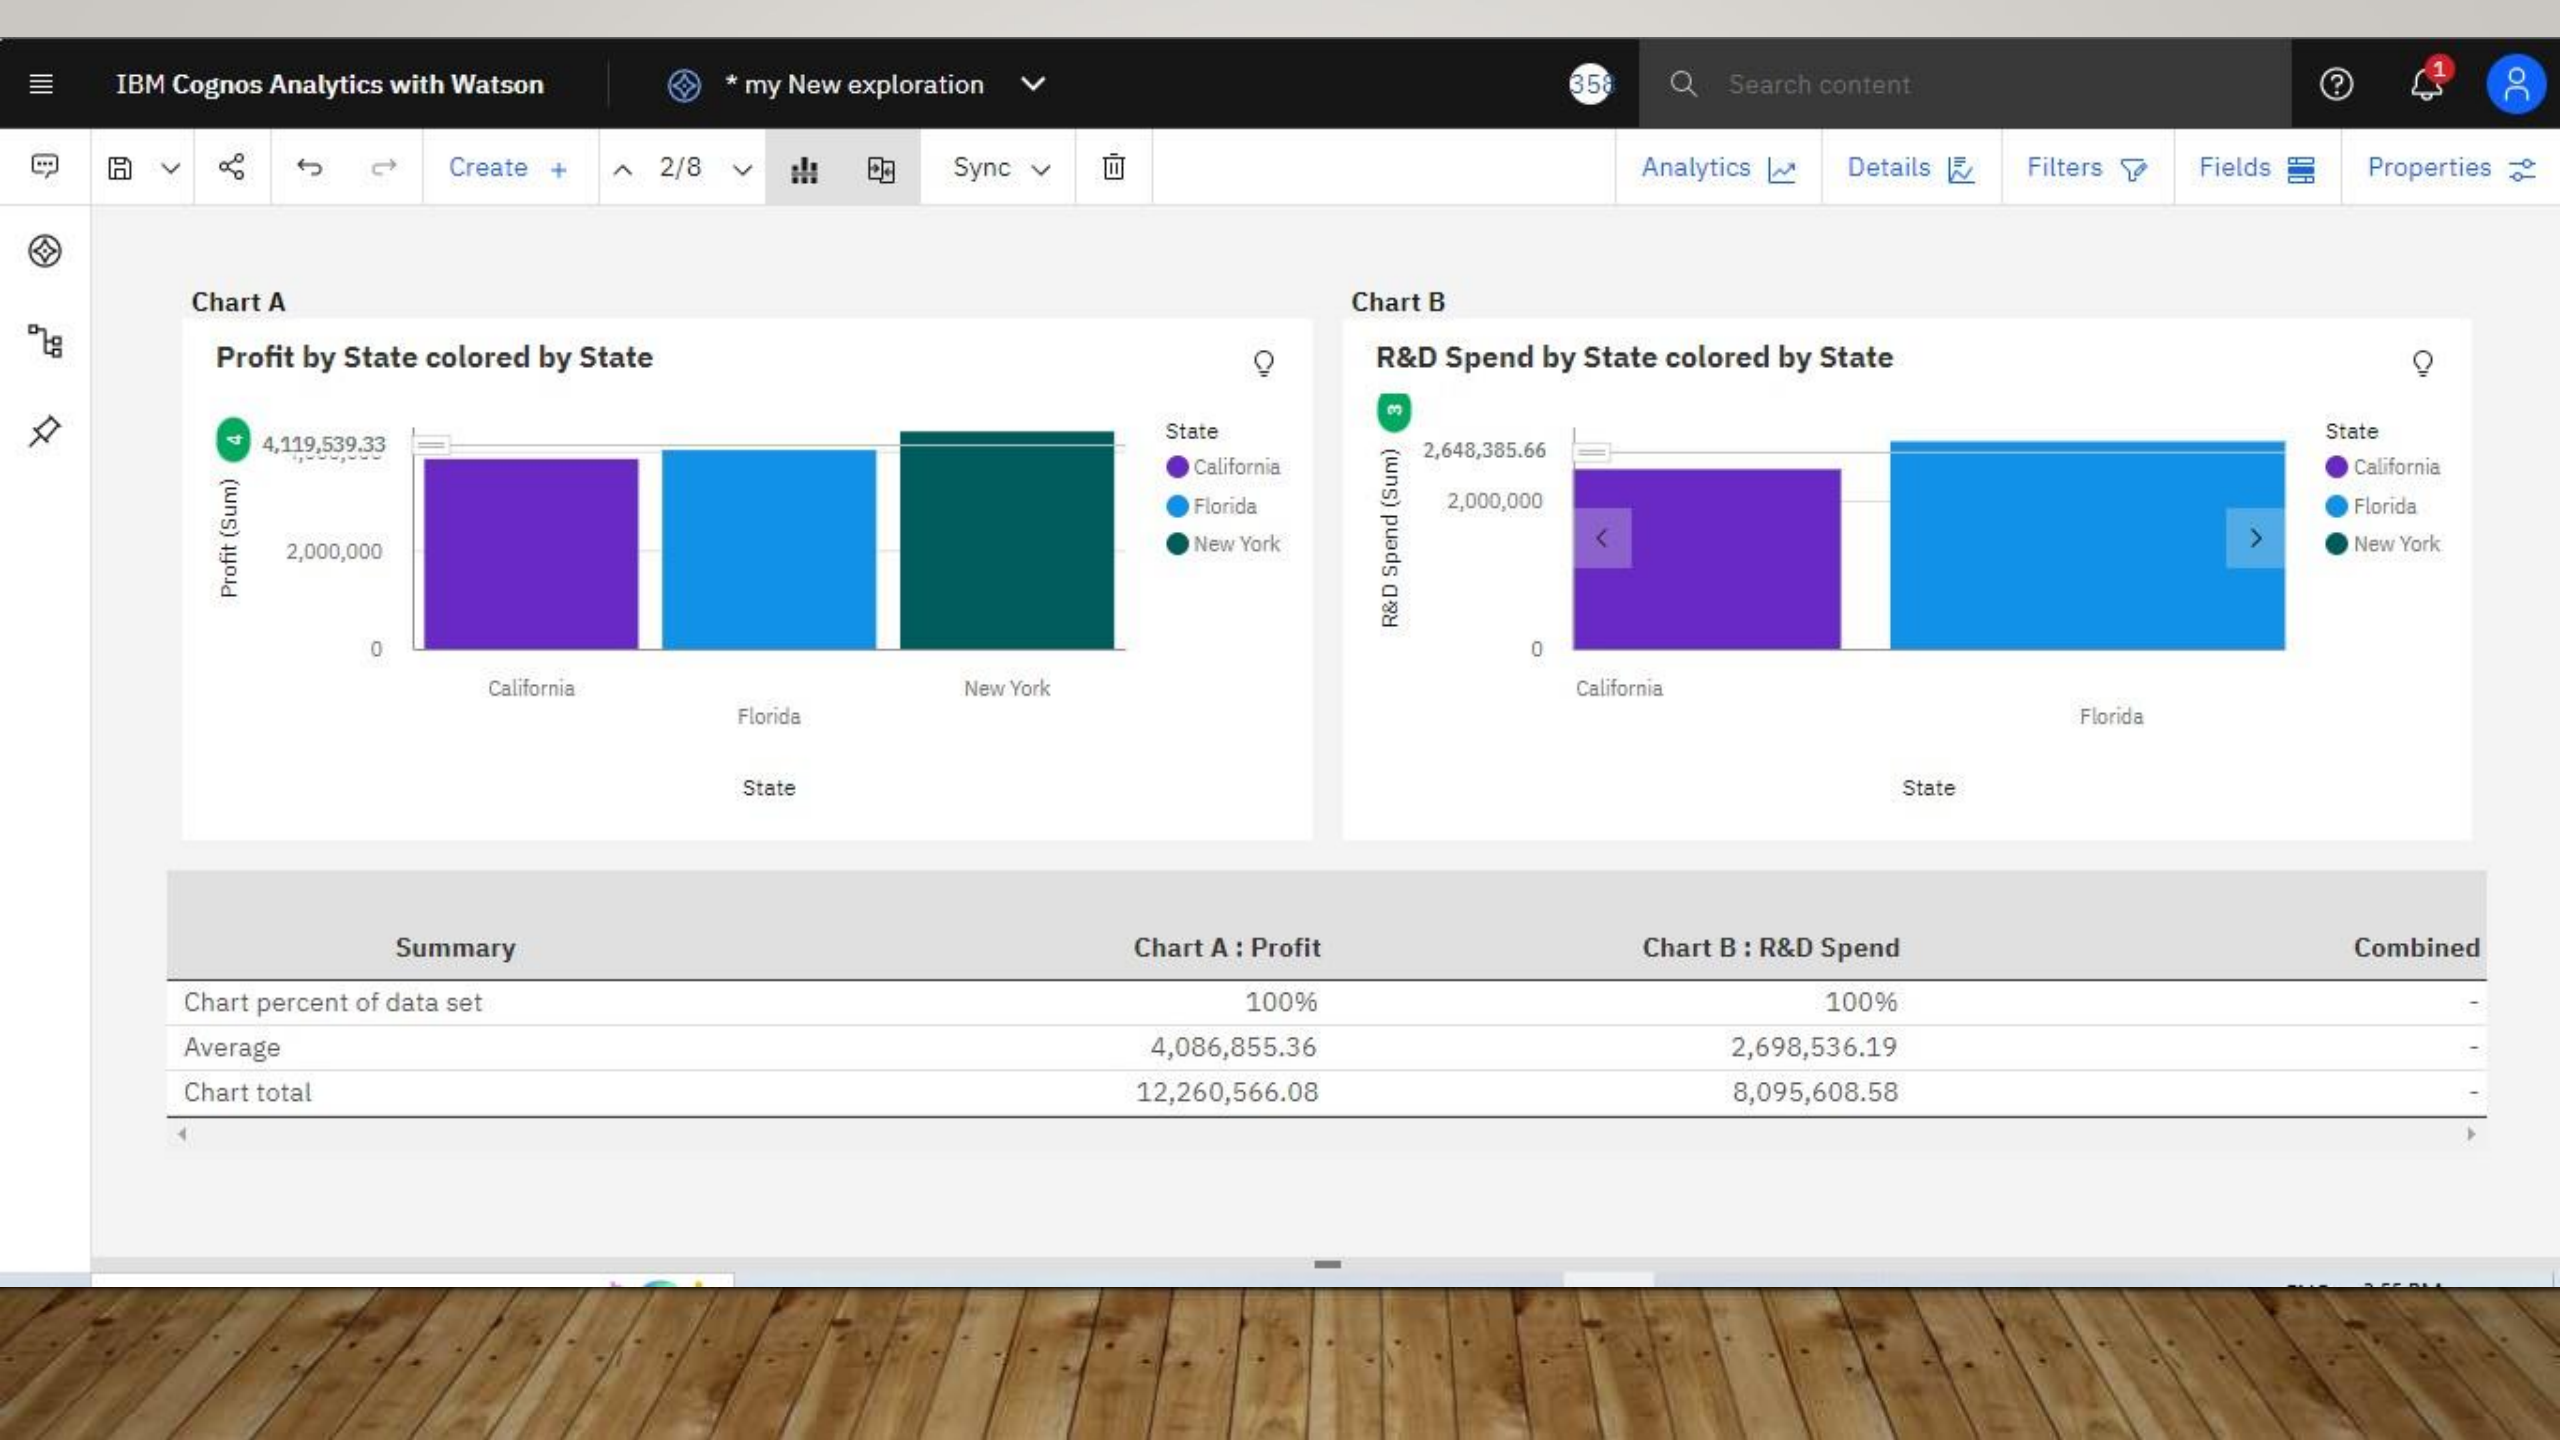 IBM Cognos Analytics with Watson
* my New exploration
358
Search content
1
Create +
2/8
Sync
Analytics
Details
Filters
Fields
Properties
Chart A
Profit by State colored by State
4
4,119,539.33
2,000,000
0
Profit (Sum)
California
Florida
New York
State
State
California
Florida
New York
Chart B
R&D Spend by State colored by State
3
2,648,385.66
2,000,000
0
R&D Spend (Sum)
California
Florida
State
State
California
Florida
New York
Summary Chart A : Profit Chart B : R&D Spend Combined
Chart percent of data set 100% 100% -
Average 4,086,855.36 2,698,536.19 -
Chart total 12,260,566.08 8,095,608.58 -